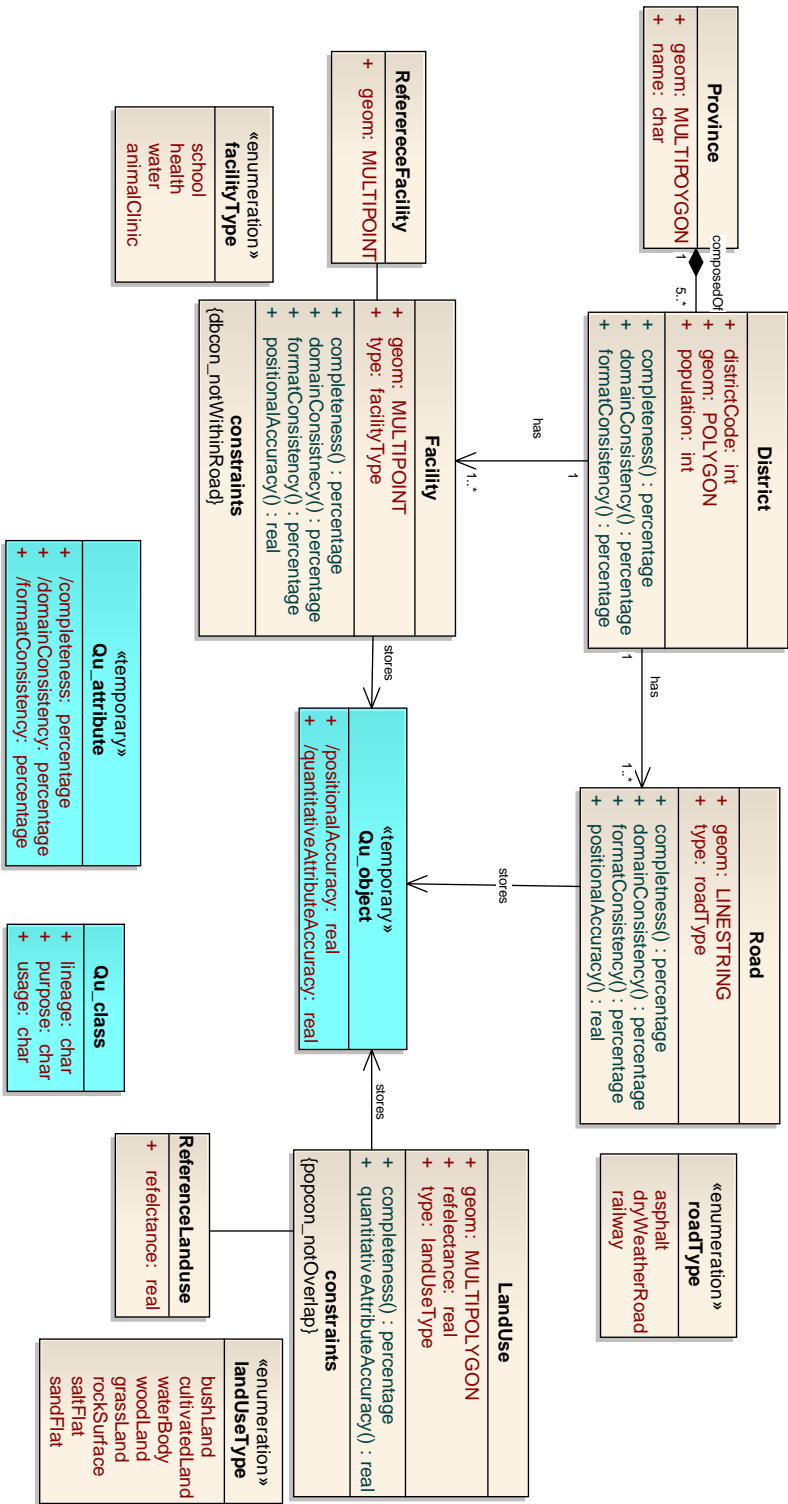 Province
+ geom: MULTIPOYGON
+ name: char
composedOf
1
5..*
District
+ districtCode: int
+ geom: POLYGON
+ population: int
+ completeness() : percentage
+ domainConsistency() : percentage
+ formatConsistency() : percentage
1
has
1..*
1
has
1..*
Road
+ geom: LINESTRING
+ type: roadType
+ completness() : percentage
+ domainConsistency() : percentage
+ formatConsistency() : percentage
+ positionalAccuracy() : real
«enumeration»
roadType
asphalt
dryWeatherRoad
railway
ReferereceFacility
+ geom: MULTIPOINT
Facility
+ geom: MULTIPOINT
+ type: facilityType
+ completeness() : percentage
+ domainConsistnecy() : percentage
+ formatConsistency() : percentage
+ positionalAccuracy() : real
constraints
{dbcon_notWithinRoad}
stores
stores
stores
«temporary»
Qu_object
+ /positionalAccuracy: real
+ /quantitativeAttributeAccuracy: real
LandUse
+ geom: MULTIPOLYGON
+ refelectance: real
+ type: landUseType
+ completeness() : percentage
+ quantitativeAttributeAccuracy() : real
constraints
{popcon_notOverlap}
«enumeration»
facilityType
school
health
water
animalClinic
«temporary»
Qu_attribute
+ /completeness: percentage
+ /domainConsistency: percentage
+ /formatConsistency: percentage
Qu_class
+ lineage: char
+ purpose: char
+ usage: char
ReferenceLanduse
+ refelctance: real
«enumeration»
landUseType
bushLand
cultivatedLand
waterBody
woodLand
grassLand
rockSurface
saltFlat
sandFlat